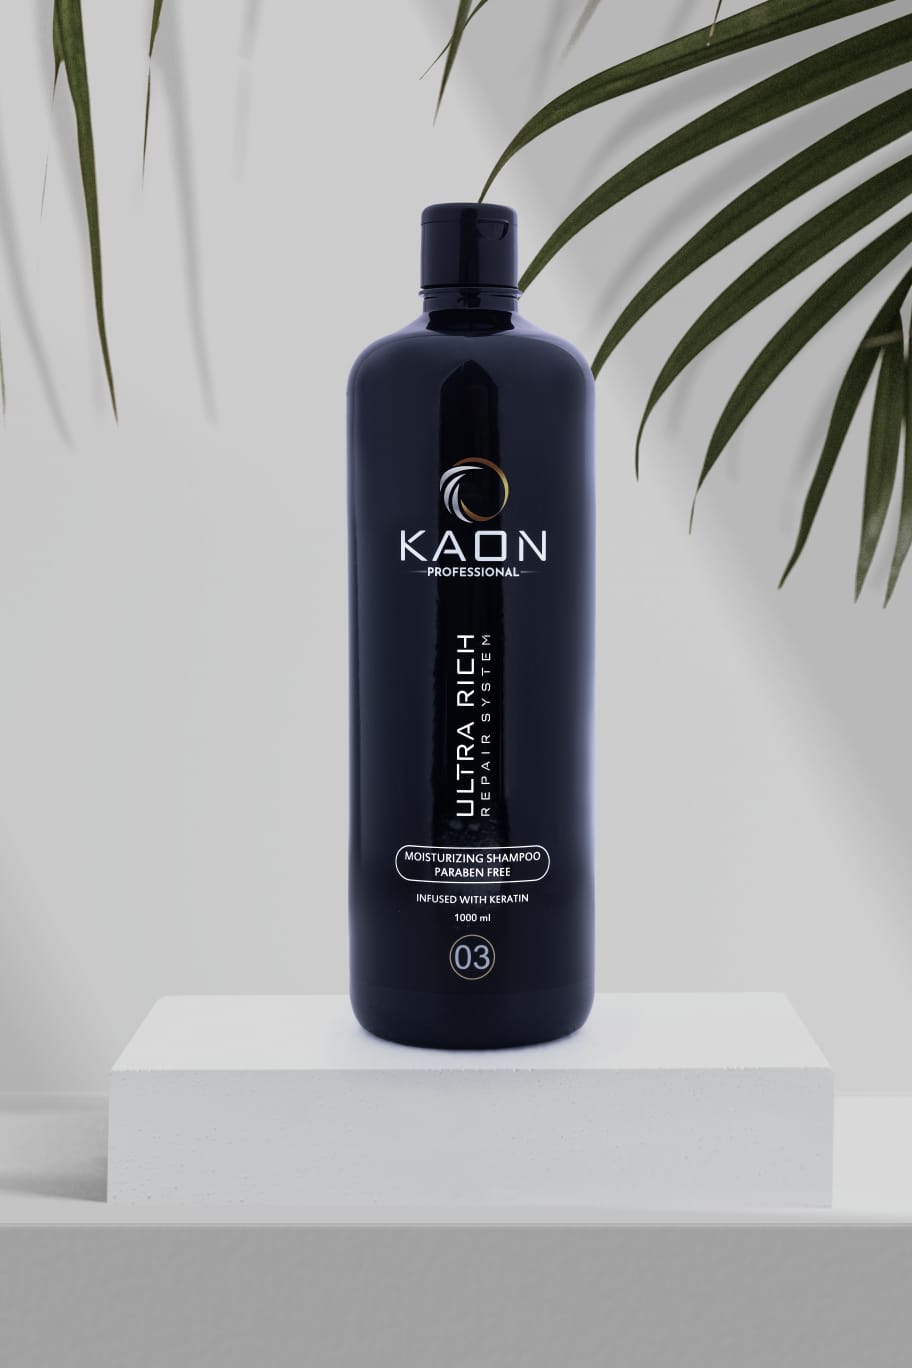 KAON
PROFESSIONAL
ULTRA RICH
REPAIR SYSTEM
MOISTURIZING SHAMPOO
PARABEN FREE
INFUSED WITH KERATIN
1000 ml
03